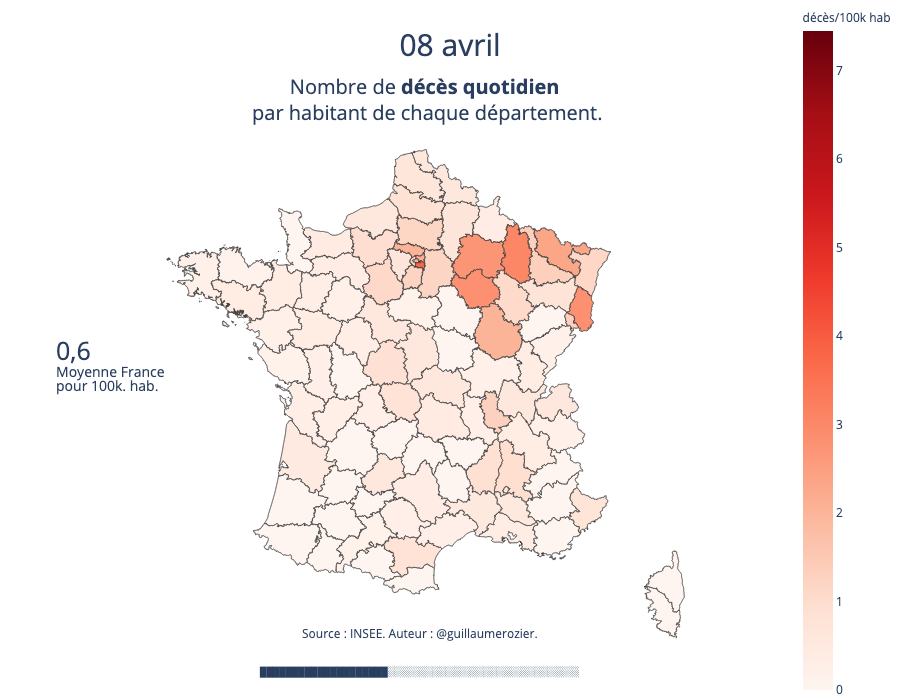 décès/100k hab
08 avril
Nombre de décès quotidien
par habitant de chaque département.
7
6
5
4
3
2
1
0
0,6
Moyenne France
pour 100k. hab.
Source : INSEE. Auteur : @guillaumerozier.